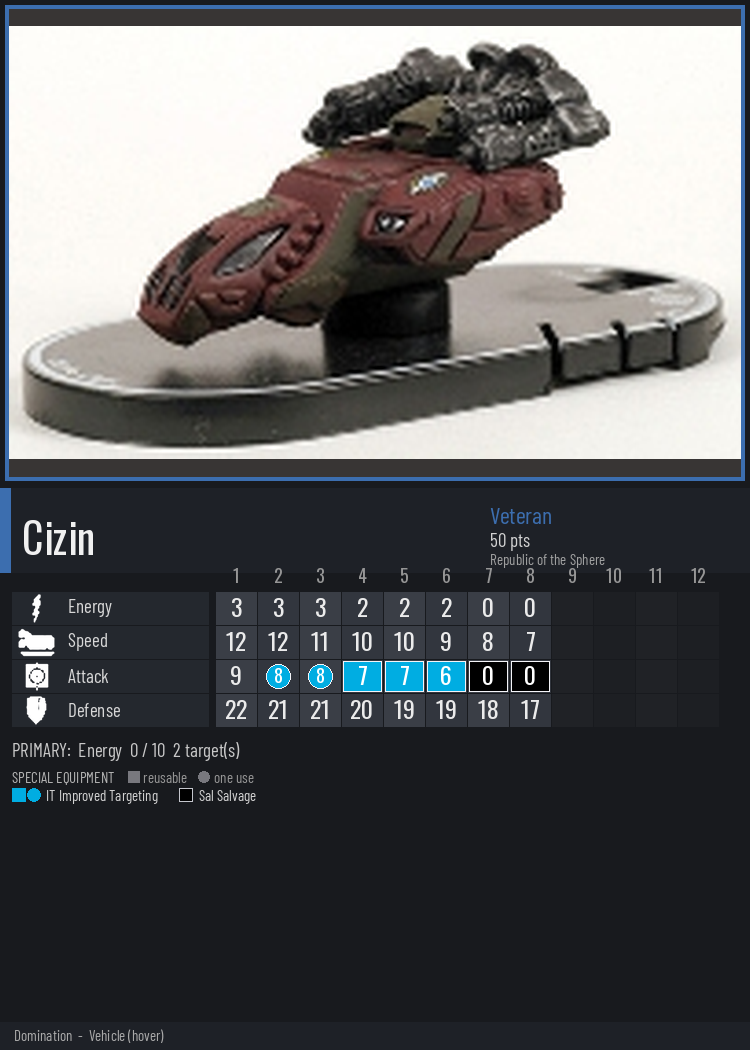 Cizin
Veteran
50 pts
Republic of the Sphere
1 2 3 4 5 6 7 8 9 10 11 12
Energy 3 3 3 2 2 2 0 0
Speed 12 12 11 10 10 9 8 7
Attack 9 8 8 7 7 6 0 0
Defense 22 21 21 20 19 19 18 17
PRIMARY: Energy 0 / 10 2 target(s)
SPECIAL EQUIPMENT reusable one use
IT Improved Targeting Sal Salvage
Domination - Vehicle (hover)